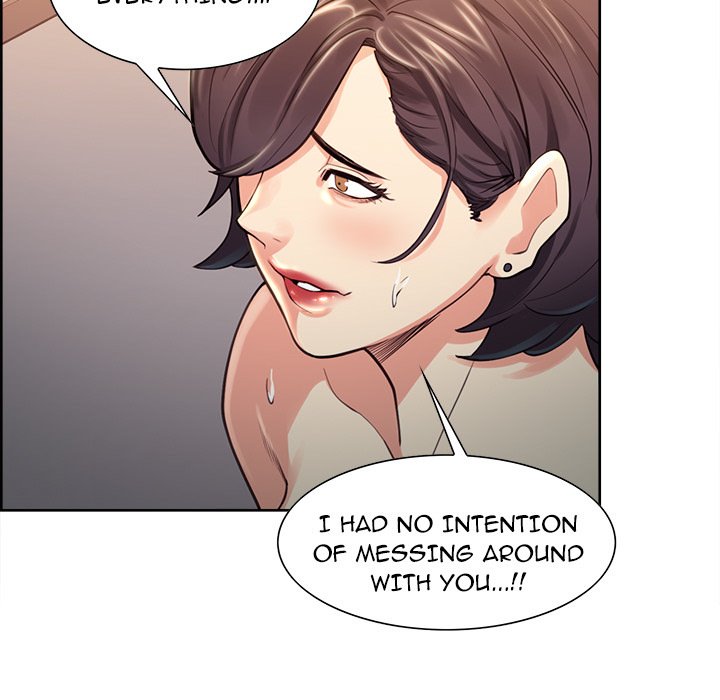 I HAD NO INTENTION
OF MESSING AROUND
WITH YOU...!!